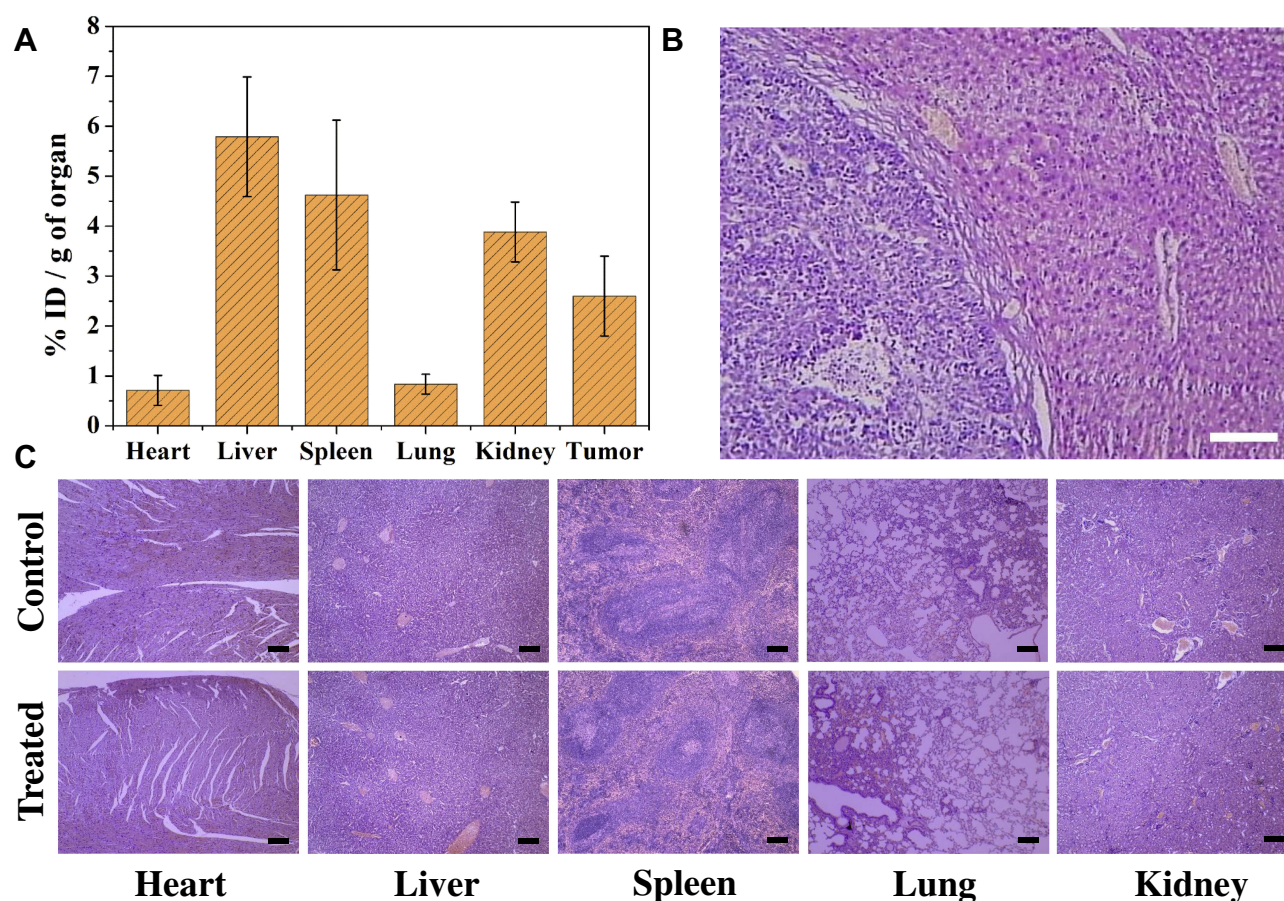 A
B
% ID / g of organ
8
7
6
5
4
3
2
1
0
Heart Liver Spleen Lung Kidney Tumor
C
Control
Treated
Heart Liver Spleen Lung Kidney